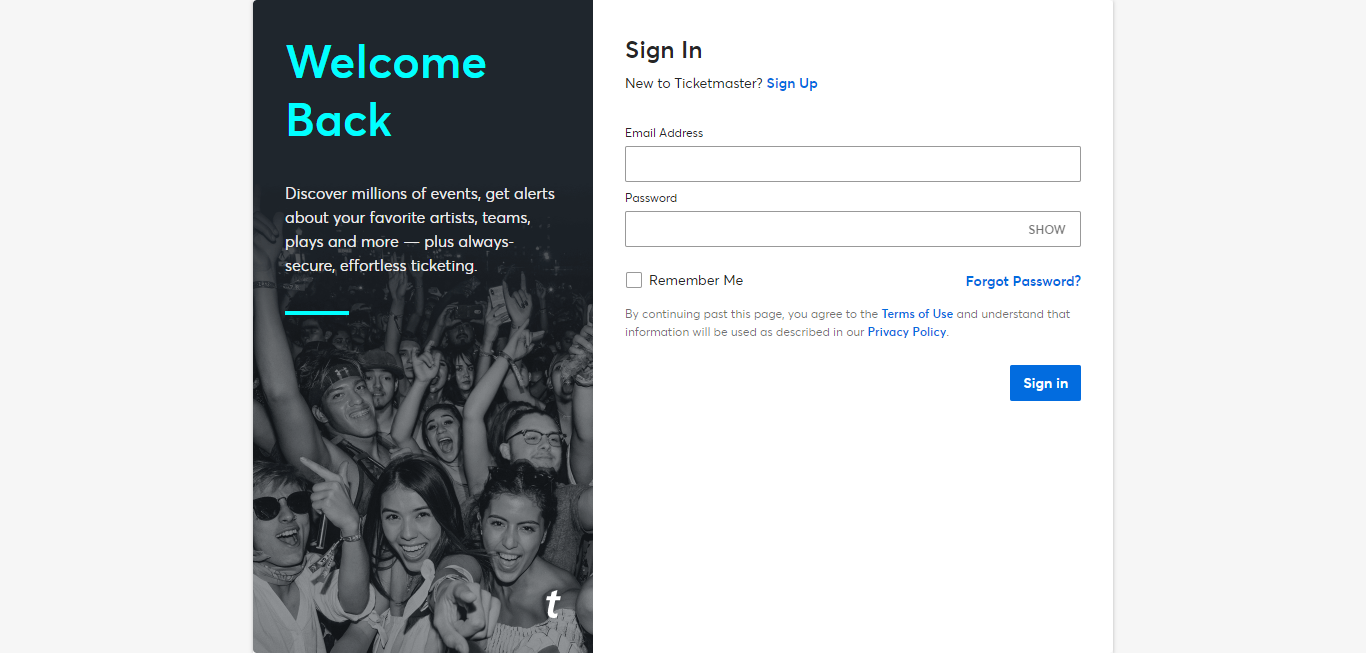 Welcome
Back
Discover millions of events, get alerts
about your favorite artists, teams,
plays and more — plus always-
secure, effortless ticketing.
t
Sign In
New to Ticketmaster? Sign Up
Email Address
Password
SHOW
Remember Me
Forgot Password?
By continuing past this page, you agree to the Terms of Use and understand that
information will be used as described in our Privacy Policy.
Sign in